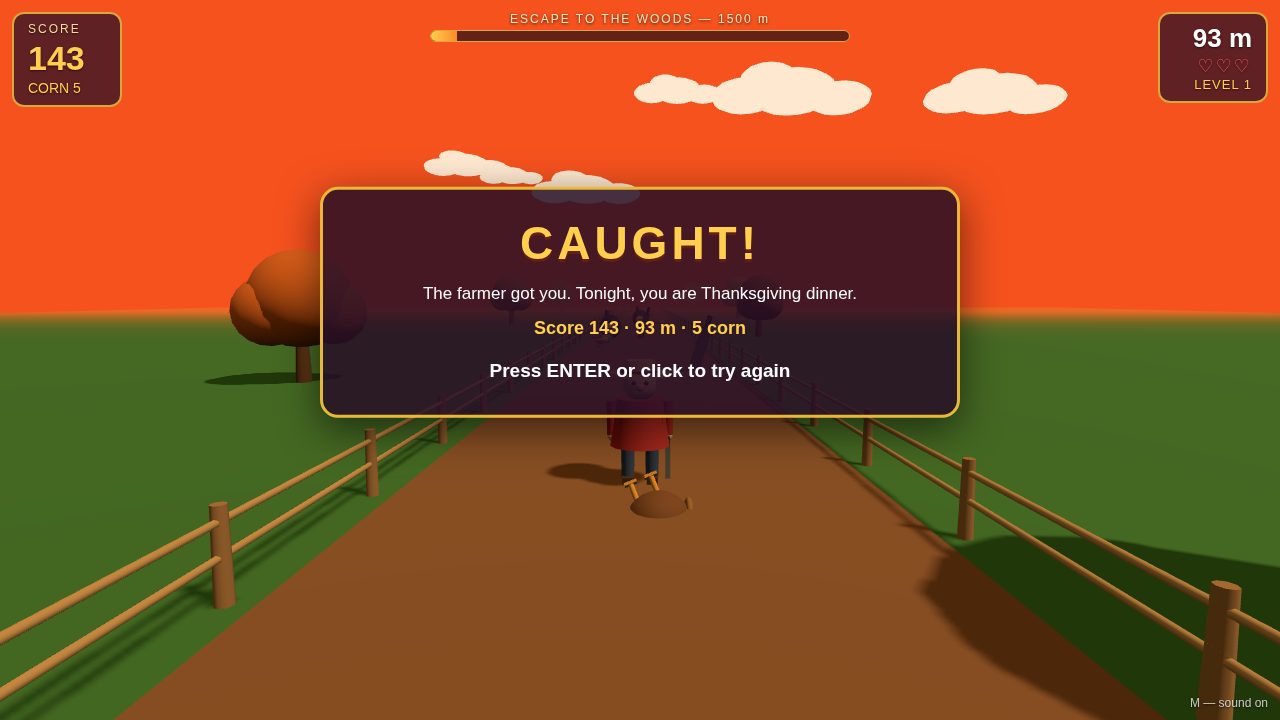 SCORE
143
CORN 5
ESCAPE TO THE WOODS — 1500 m
93 m
♡♡♡
LEVEL 1
CAUGHT!
The farmer got you. Tonight, you are Thanksgiving dinner.
Score 143 · 93 m · 5 corn
Press ENTER or click to try again
M — sound on